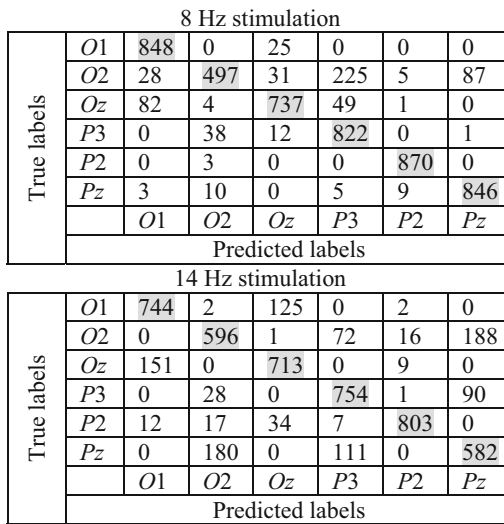 8 Hz stimulation
O1 848 0 25 0 0 0
O2 28 497 31 225 5 87
Oz 82 4 737 49 1 0
P3 0 38 12 822 0 1
P2 0 3 0 0 870 0
Pz 3 10 0 5 9 846
O1 O2 Oz P3 P2 Pz
True labels
Predicted labels
14 Hz stimulation
O1 744 2 125 0 2 0
O2 0 596 1 72 16 188
Oz 151 0 713 0 9 0
P3 0 28 0 754 1 90
P2 12 17 34 7 803 0
Pz 0 180 0 111 0 582
O1 O2 Oz P3 P2 Pz
True labels
Predicted labels